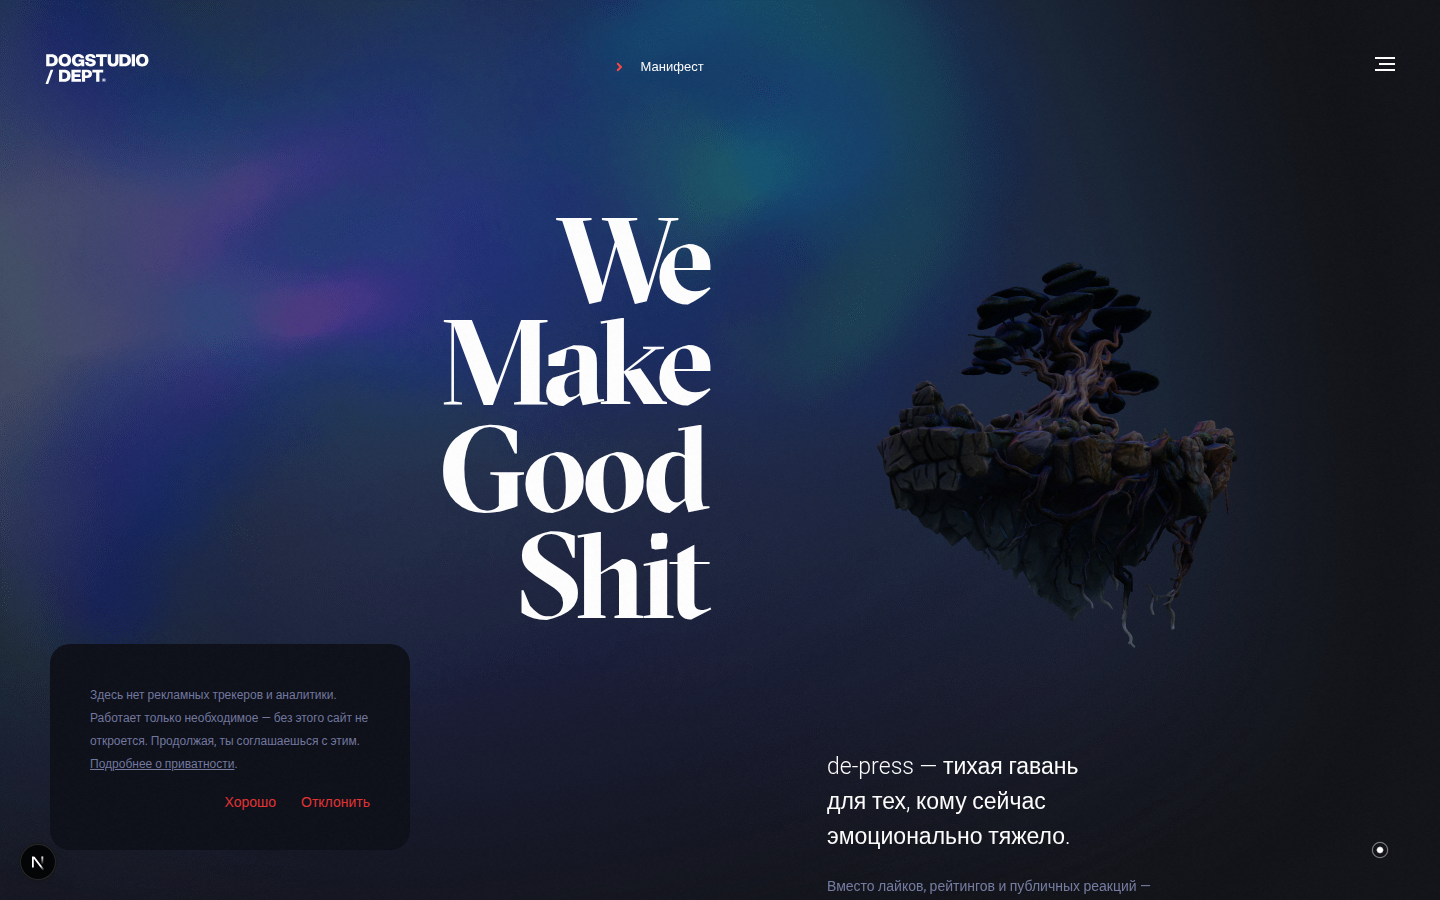 DOGSTUDIO
/ DEPT.
Манифест
We
Make
Good
Shit
Здесь нет рекламных трекеров и аналитики.
Работает только необходимое — без этого сайт не
откроется. Продолжая, ты соглашаешься с этим.
Подробнее о приватности.
Хорошо Отклонить
N
de-press — тихая гавань
для тех, кому сейчас
эмоционально тяжело.
Вместо лайков, рейтингов и публичных реакций —